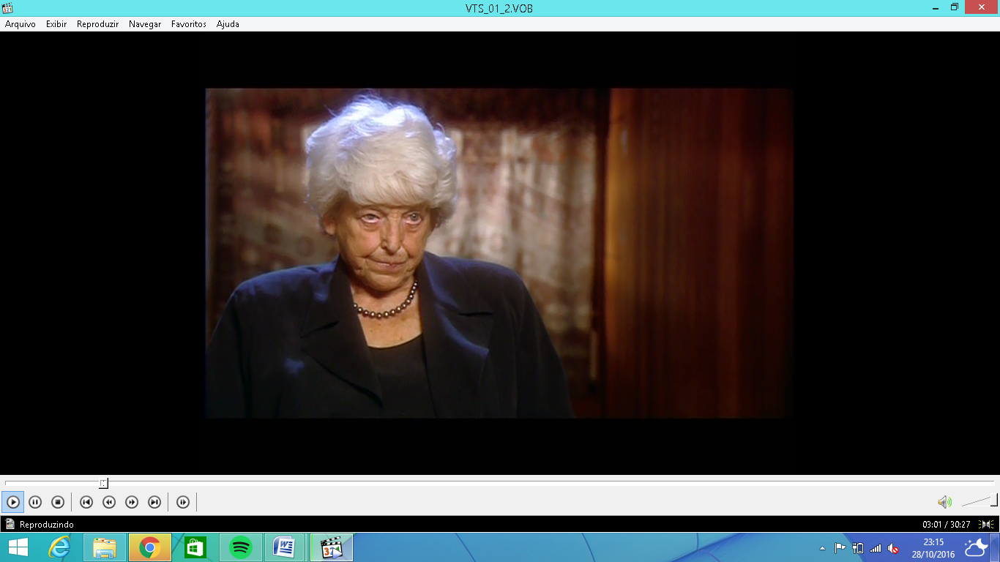 VTS_01_2.VOB
Arquivo Exibir Reproduzir Navegar Favoritos Ajuda
Reproduzindo
03:01 / 30:27
23:15
28/10/2016